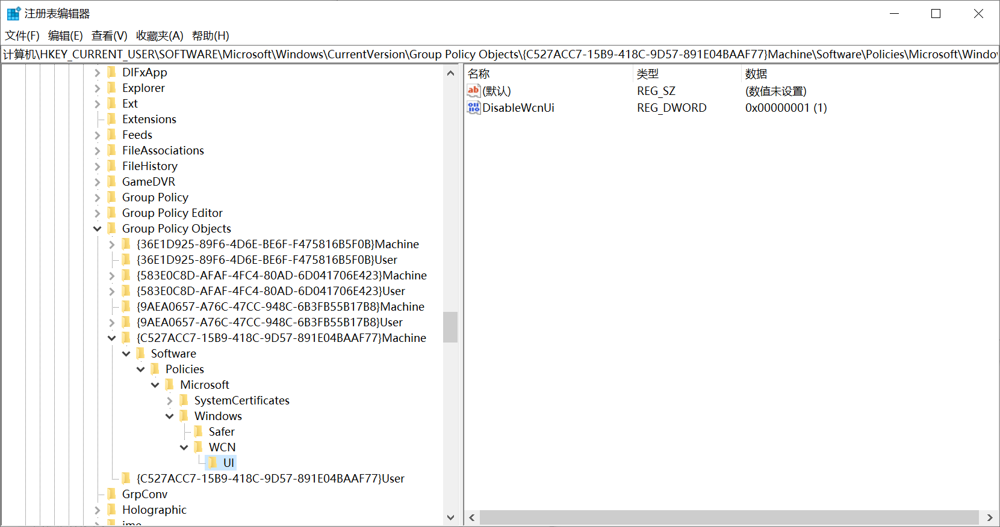 注册表编辑器
文件(F) 编辑(E) 查看(V) 收藏夹(A) 帮助(H)
计算机\HKEY_CURRENT_USER\SOFTWARE\Microsoft\Windows\CurrentVersion\Group Policy Objects\{C527ACC7-15B9-418C-9D57-891E04BAAF77}Machine\Software\Policies\Microsoft\Windo
DIFxApp
Explorer
Ext
Extensions
Feeds
FileAssociations
FileHistory
GameDVR
Group Policy
Group Policy Editor
Group Policy Objects
{36E1D925-89F6-4D6E-BE6F-F475816B5F0B}Machine
{36E1D925-89F6-4D6E-BE6F-F475816B5F0B}User
{583E0C8D-AFAF-4FC4-80AD-6D041706E423}Machine
{583E0C8D-AFAF-4FC4-80AD-6D041706E423}User
{9AEA0657-A76C-47CC-948C-6B3FB55B17B8}Machine
{9AEA0657-A76C-47CC-948C-6B3FB55B17B8}User
{C527ACC7-15B9-418C-9D57-891E04BAAF77}Machine
Software
Policies
Microsoft
SystemCertificates
Windows
Safer
WCN
UI
{C527ACC7-15B9-418C-9D57-891E04BAAF77}User
GrpConv
Holographic
ime
名称 类型 数据
ab (默认) REG_SZ (数值未设置)
DisableWcnUi REG_DWORD 0x00000001 (1)